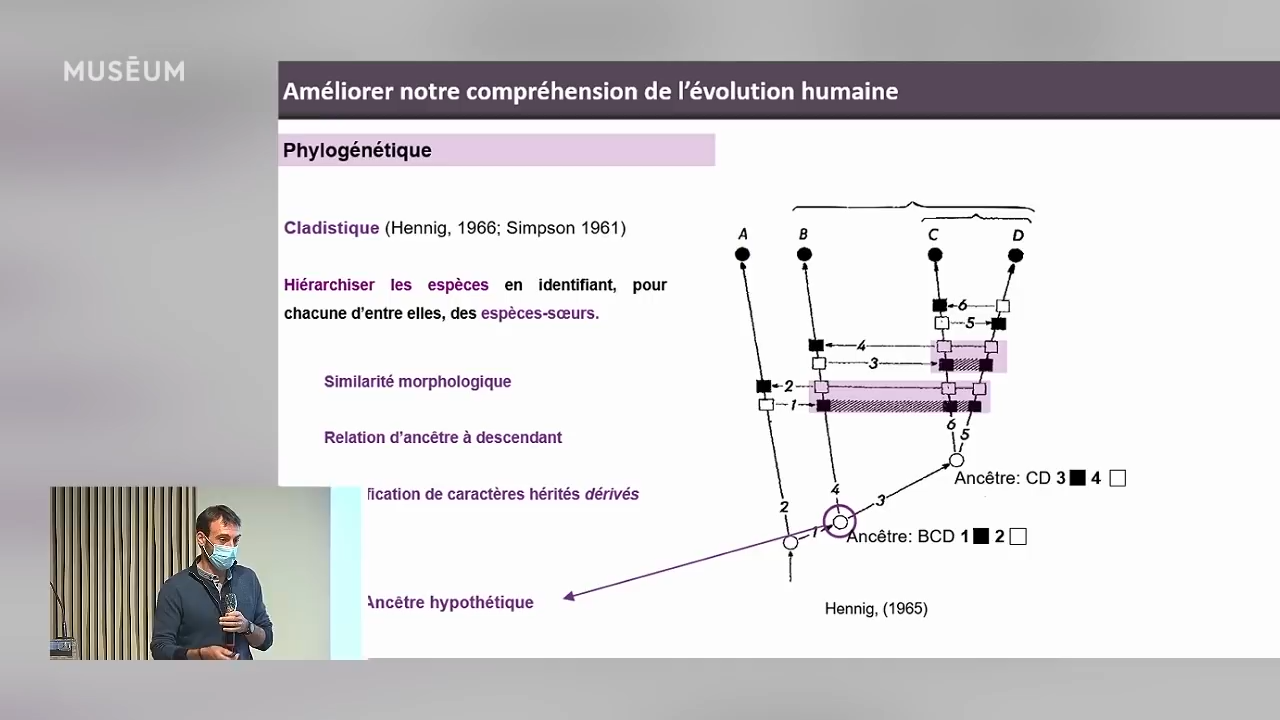 MUSĒUM
Améliorer notre compréhension de l'évolution humaine
Phylogénétique
Cladistique (Hennig, 1966; Simpson 1961)
Hiérarchiser les espèces en identifiant, pour
chacune d'entre elles, des espèces-sœurs.
Similarité morphologique
Relation d'ancêtre à descendant
fication de caractères hérités dérivés
Ancêtre hypothétique
A B C D
6
5
4
3
2
1
6 5
4
3
2
1
Ancêtre: CD 3 4
Ancêtre: BCD 1 2
Hennig, (1965)